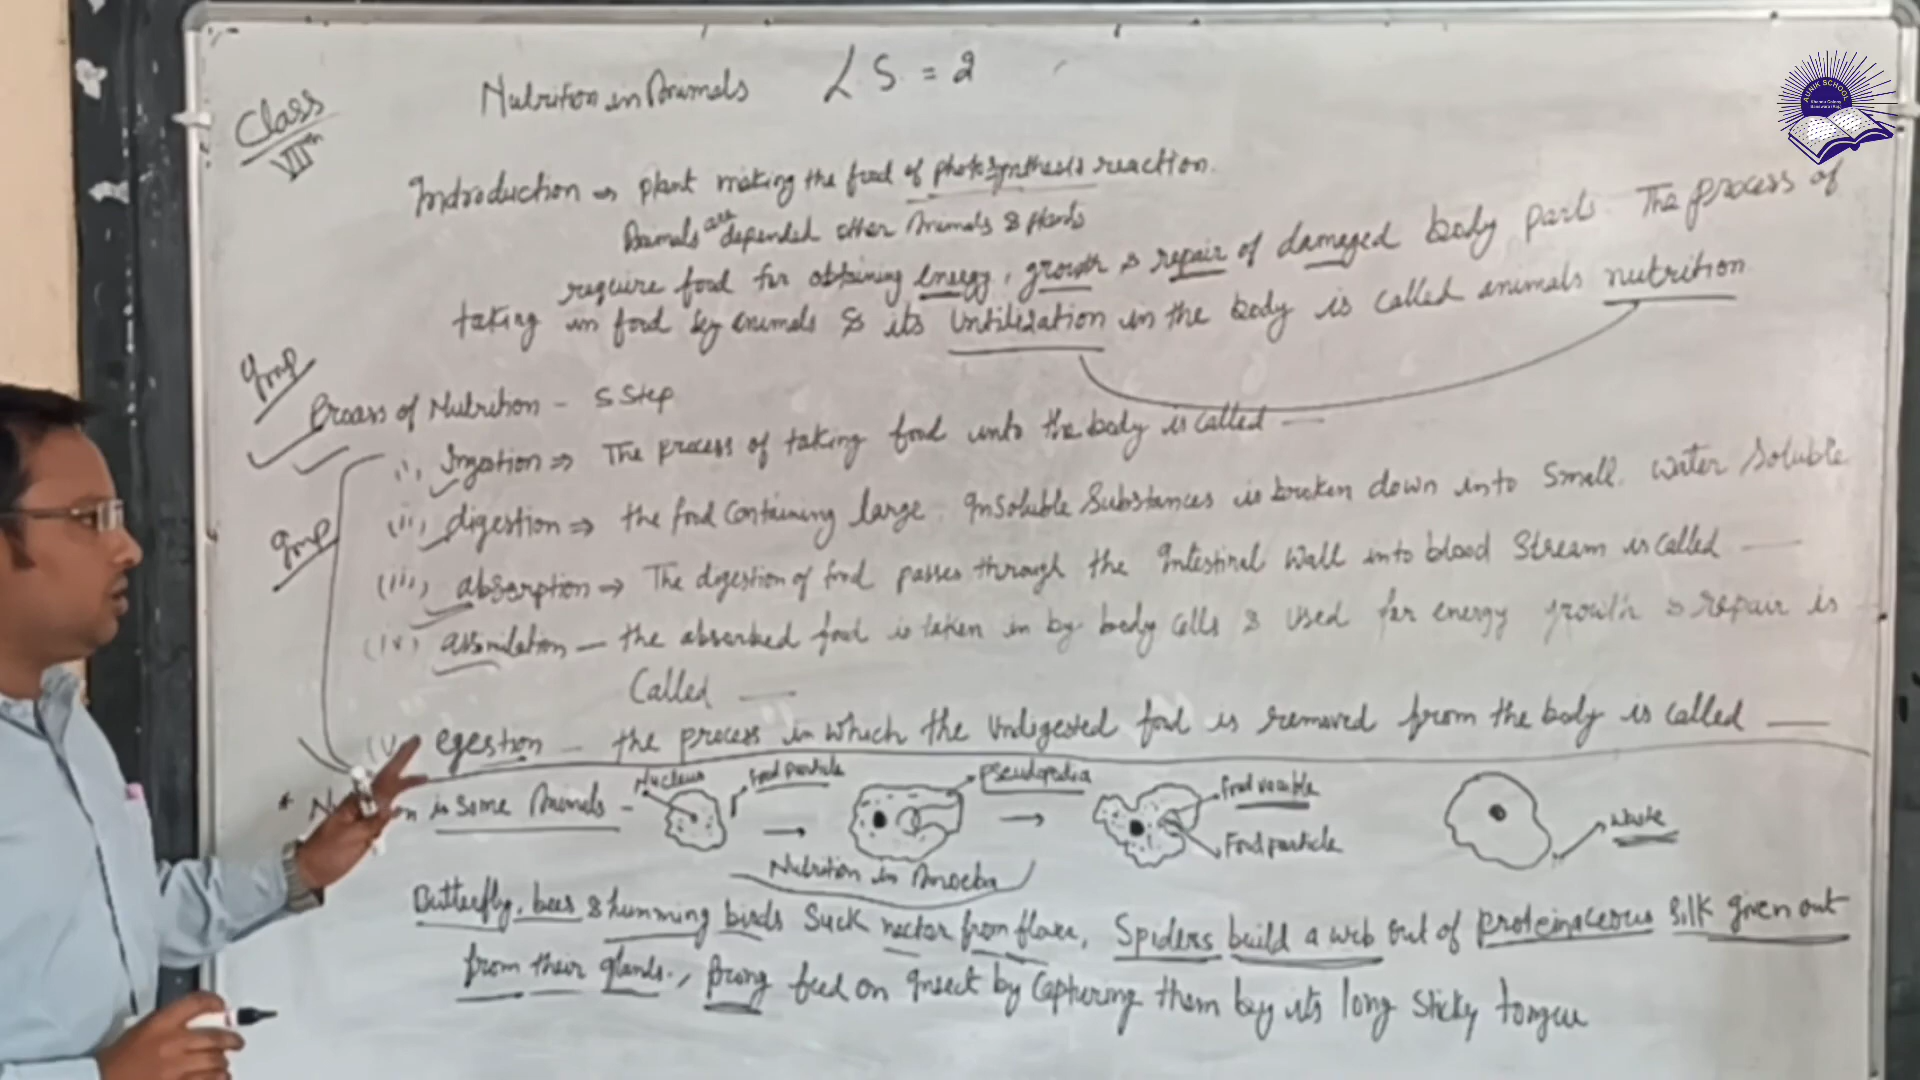 Class
VIIth
Nutrition in Animals LS = 2
AUNIK SCHOOL
Introduction ⇒ plant making the food of photosynthesis reaction.
Animals are depended other Animals & plants
require food for obtaining energy, growth & repair of damaged body parts. The process of
taking in food by animals & its Untilization in the body is called animals nutrition
Imp
Process of Nutrition - 5 Step
(i) Ingestion ⇒ The process of taking food into the body is called —
Imp
(ii) digestion ⇒ the food containing large. Insoluble Substances is broken down into Small. Water Soluble
(iii) absorption → The digestion of food passes through the Intestinal Wall into blood Stream is called —
(iv) assimilation — the absorbed food is taken in by body cells & used for energy growth & repair is
Called —
(v) egestion - the process in which the Undigested food is removed from the body is called —
* in Some Animals -
Nucleus
Food particle
Pseudopodia
Food particle
Waste
Nutrition in Amoeba
Butterfly, bees & humming birds Suck nectar from, Spiders build a web out of proteinaceous silk given out
from their glands., feed on Insect by Capturing them by its long sticky tongue